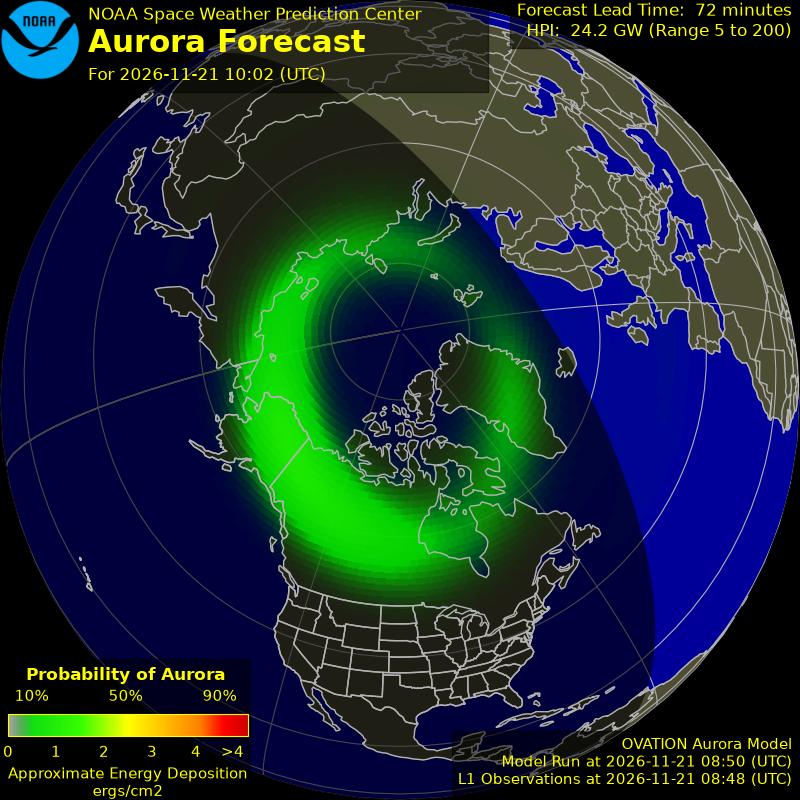 NOAA
NOAA Space Weather Prediction Center
Aurora Forecast
For 2026-11-21 10:02 (UTC)
Forecast Lead Time: 72 minutes
HPI: 24.2 GW (Range 5 to 200)
Probability of Aurora
10% 50% 90%
0 1 2 3 4 >4
Approximate Energy Deposition
ergs/cm2
OVATION Aurora Model
Model Run at 2026-11-21 08:50 (UTC)
L1 Observations at 2026-11-21 08:48 (UTC)